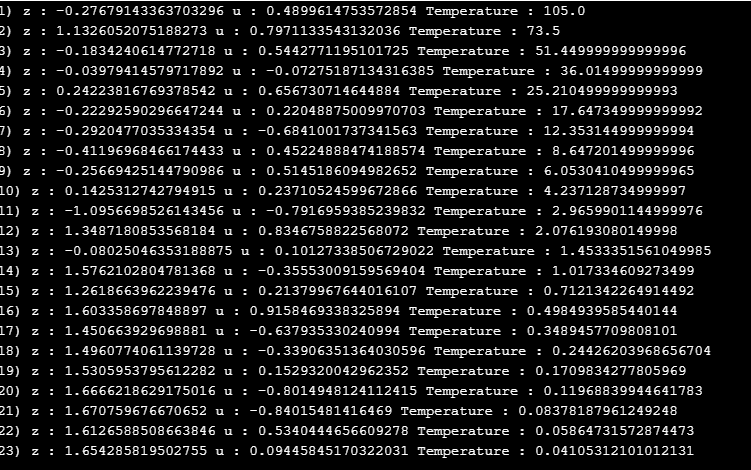 1) z : -0.27679143363703296 u : 0.4899614753572854 Temperature : 105.0
2) z : 1.1326052075188273 u : 0.7971133543132036 Temperature : 73.5
3) z : -0.1834240614772718 u : 0.5442771195101725 Temperature : 51.449999999999996
4) z : -0.03979414579717892 u : -0.07275187134316385 Temperature : 36.01499999999999
5) z : 0.24223816769378542 u : 0.656730714644884 Temperature : 25.210499999999993
6) z : -0.22292590296647244 u : 0.22048875009970703 Temperature : 17.647349999999992
7) z : -0.2920477035334354 u : -0.6841001737341563 Temperature : 12.353144999999994
8) z : -0.41196968466174433 u : 0.45224888474188574 Temperature : 8.647201499999996
9) z : -0.25669425144790986 u : 0.5145186094982652 Temperature : 6.0530410499999965
10) z : 0.1425312742794915 u : 0.23710524599672866 Temperature : 4.237128734999997
11) z : -1.0956698526143456 u : -0.7916959385239832 Temperature : 2.9659901144999976
12) z : 1.3487180853568184 u : 0.8346758822568072 Temperature : 2.076193080149998
13) z : -0.08025046353188875 u : 0.10127338506729022 Temperature : 1.4533351561049985
14) z : 1.5762102804781368 u : -0.35553009159569404 Temperature : 1.017334609273499
15) z : 1.2618663962239476 u : 0.21379967644016107 Temperature : 0.7121342264914492
16) z : 1.603358697848897 u : 0.9158469338325894 Temperature : 0.4984939585440144
17) z : 1.450663929698881 u : -0.637935330240994 Temperature : 0.3489457709808101
18) z : 1.4960774061139728 u : -0.33906351364030596 Temperature : 0.24426203968656704
19) z : 1.5305953795612282 u : 0.1529320042962352 Temperature : 0.1709834277805969
20) z : 1.6666218629175016 u : -0.8014948124112415 Temperature : 0.11968839944641783
21) z : 1.670759676670652 u : -0.84015481416469 Temperature : 0.08378187961249248
22) z : 1.6126588508663846 u : 0.5340444656609278 Temperature : 0.05864731572874473
23) z : 1.654285819502755 u : 0.09445845170322031 Temperature : 0.04105312101012131